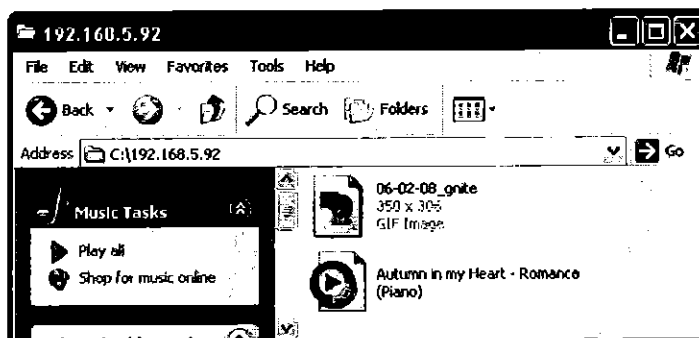 192.168.5.92
File Edit View Favorites Tools Help
Back Search Folders
Address C:\192.168.5.92 Go
Music Tasks
Play all
Shop for music online
06-02-08_gnite
350 x 306
GIF Image
Autumn in my Heart - Romance
(Piano)